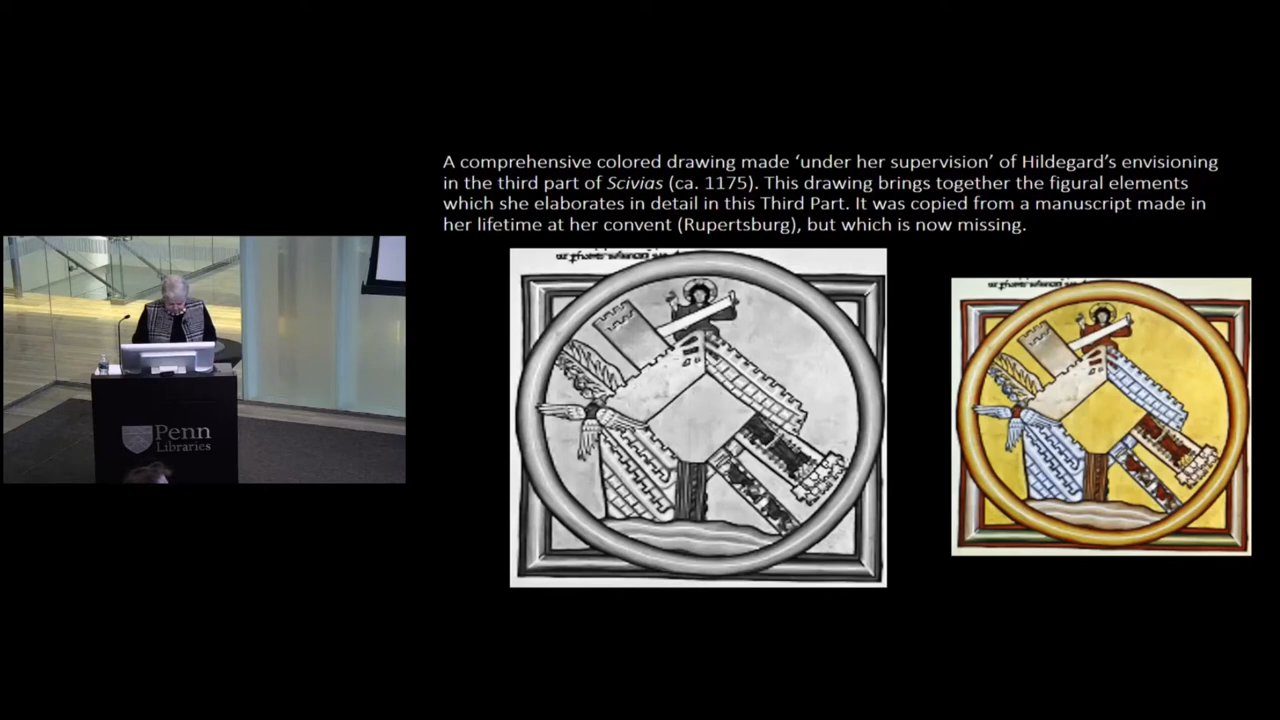 A comprehensive colored drawing made ‘under her supervision’ of Hildegard’s envisioning
in the third part of Scivias (ca. 1175). This drawing brings together the figural elements
which she elaborates in detail in this Third Part. It was copied from a manuscript made in
her lifetime at her convent (Rupertsburg), but which is now missing.
Penn
Libraries